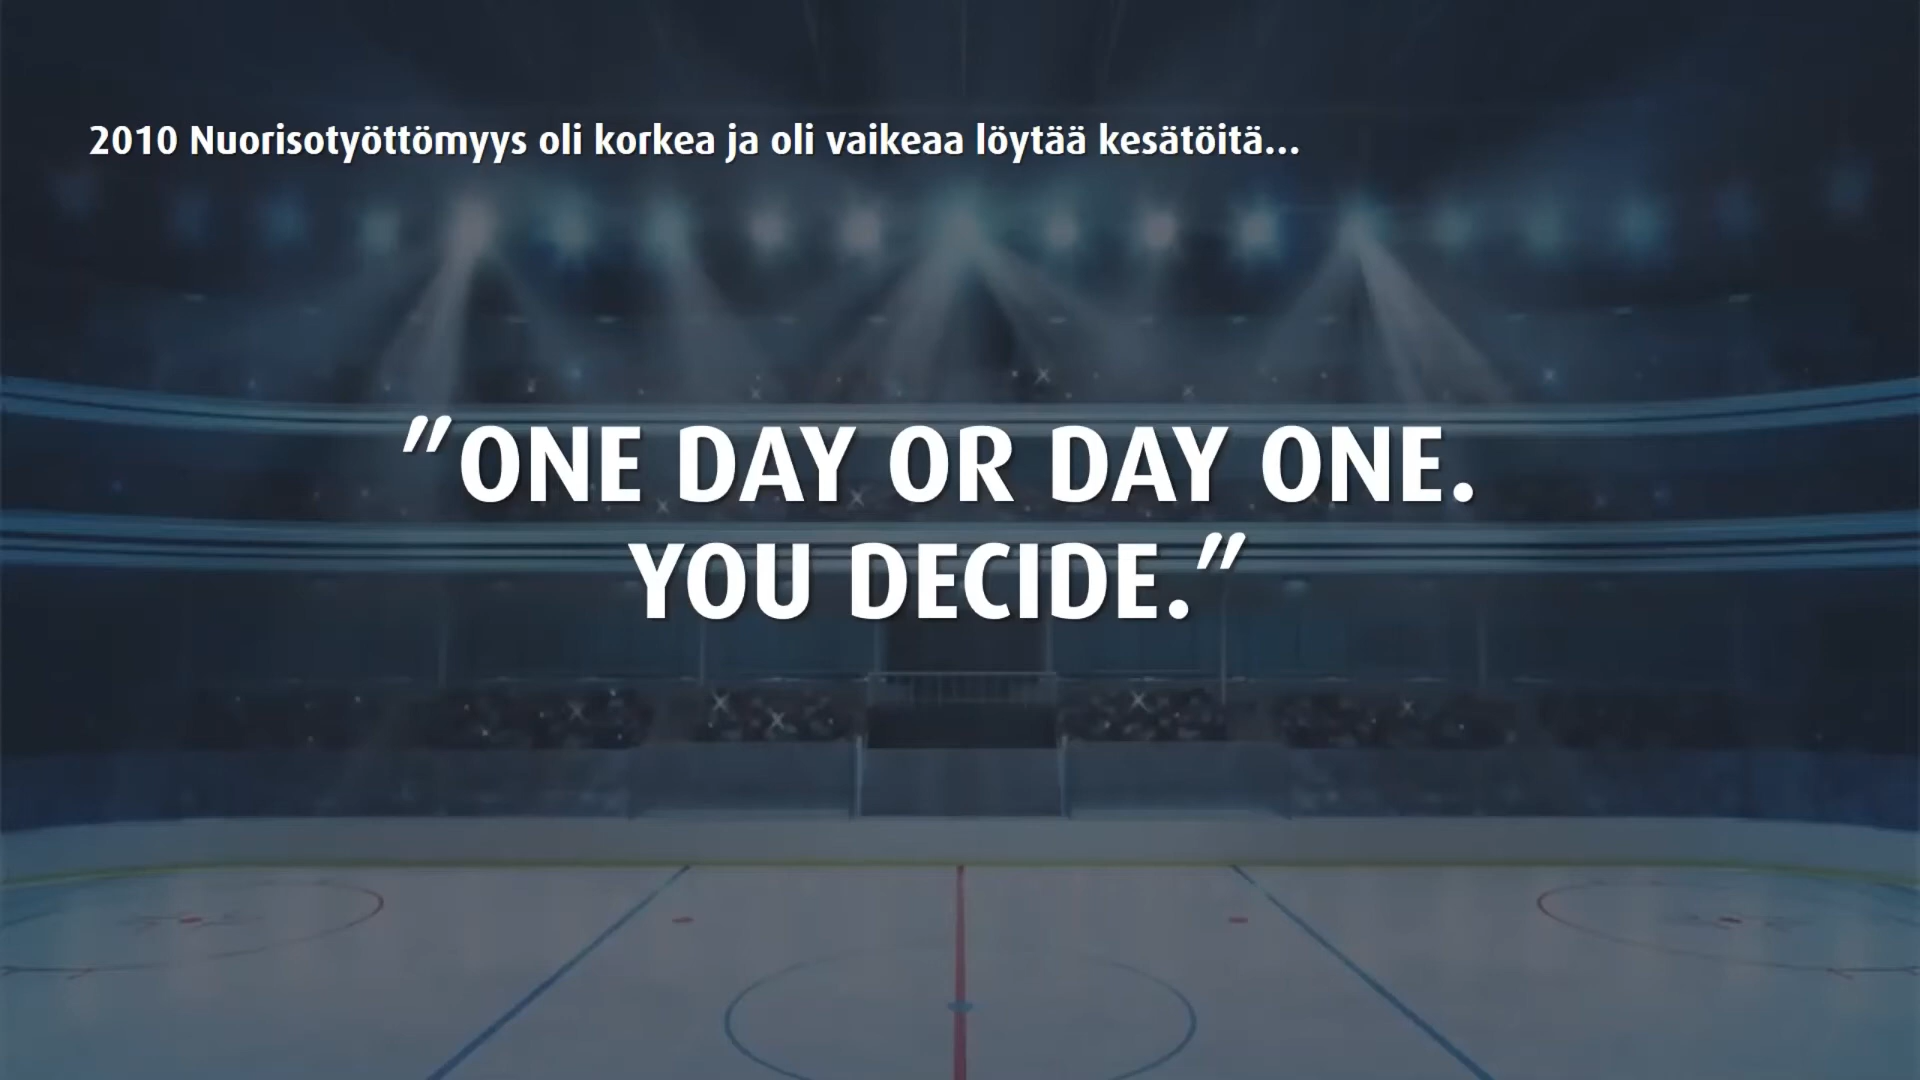 2010 Nuorisotyöttömyys oli korkea ja oli vaikeaa löytää kesätöitä...
”ONE DAY OR DAY ONE.
YOU DECIDE.”